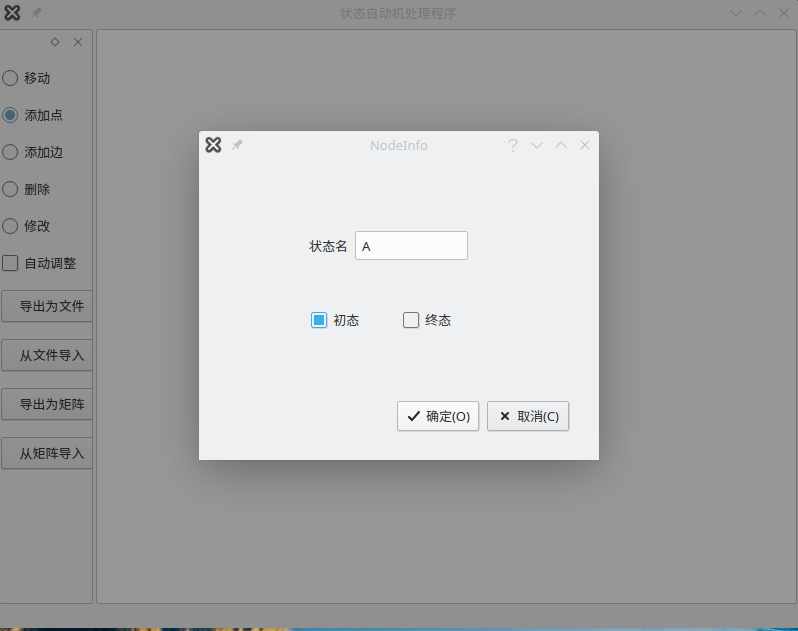 状态自动机处理程序
移动
添加点
添加边
删除
修改
自动调整
导出为文件
从文件导入
导出为矩阵
从矩阵导入
NodeInfo
状态名 A
初态 终态
确定(O) 取消(C)